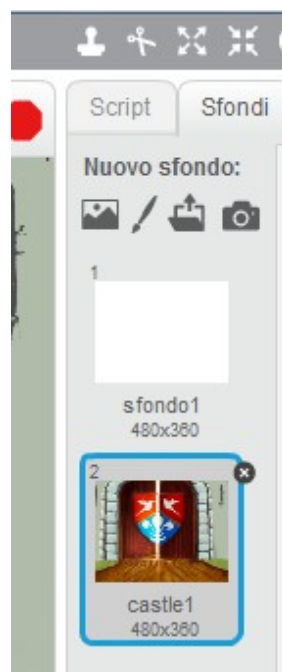 Script Sfondi
Nuovo sfondo:
1
sfondo1
480x360
2
castle1
480x360